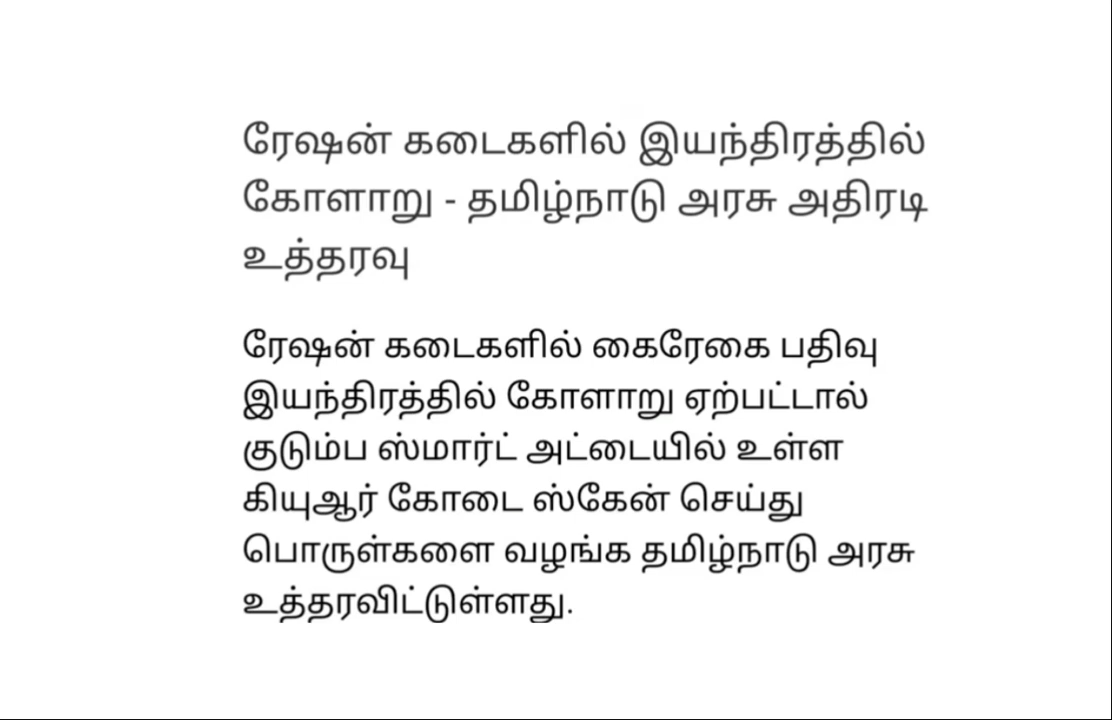 ரேஷன் கடைகளில் இயந்திரத்தில்
கோளாறு - தமிழ்நாடு அரசு அதிரடி
உத்தரவு
ரேஷன் கடைகளில் கைரேகை பதிவு
இயந்திரத்தில் கோளாறு ஏற்பட்டால்
குடும்ப ஸ்மார்ட் அட்டையில் உள்ள
கியுஆர் கோடை ஸ்கேன் செய்து
பொருள்களை வழங்க தமிழ்நாடு அரசு
உத்தரவிட்டுள்ளது.